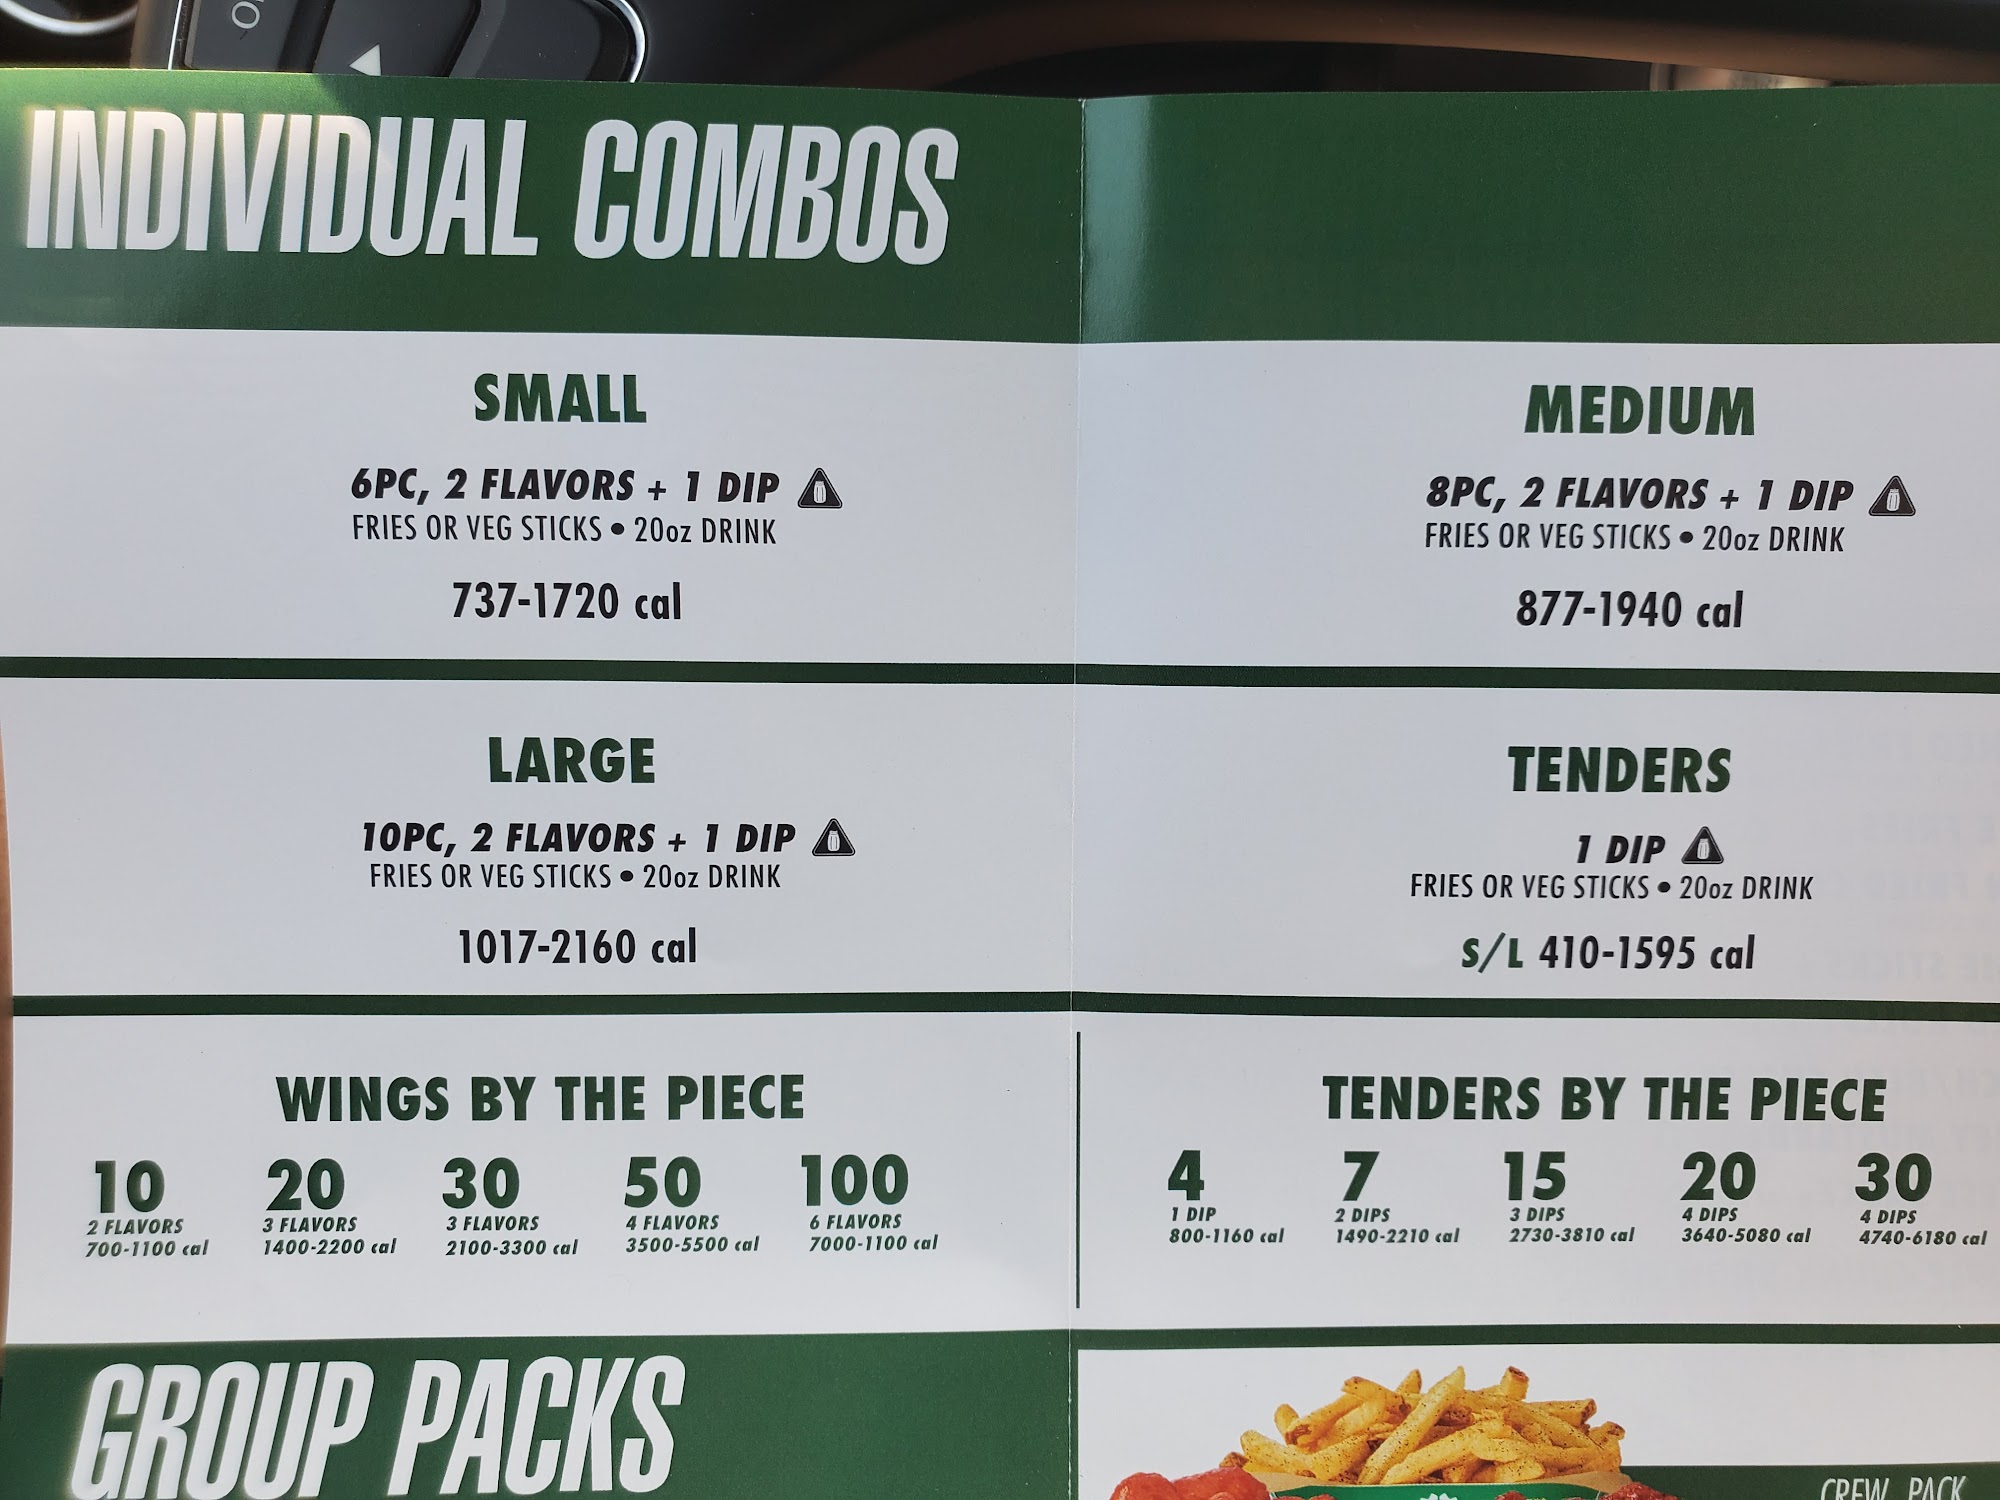 INDIVIDUAL COMBOS
SMALL
6PC, 2 FLAVORS + 1 DIP
FRIES OR VEG STICKS • 20oz DRINK
737-1720 cal
MEDIUM
8PC, 2 FLAVORS + 1 DIP
FRIES OR VEG STICKS • 20oz DRINK
877-1940 cal
LARGE
10PC, 2 FLAVORS + 1 DIP
FRIES OR VEG STICKS • 20oz DRINK
1017-2160 cal
TENDERS
1 DIP
FRIES OR VEG STICKS • 20oz DRINK
S/L 410-1595 cal
WINGS BY THE PIECE
10
2 FLAVORS
700-1100 cal
20
3 FLAVORS
1400-2200 cal
30
3 FLAVORS
2100-3300 cal
50
4 FLAVORS
3500-5500 cal
100
6 FLAVORS
7000-1100 cal
TENDERS BY THE PIECE
4
1 DIP
800-1160 cal
7
2 DIPS
1490-2210 cal
15
3 DIPS
2730-3810 cal
20
4 DIPS
3640-5080 cal
30
4 DIPS
4740-6180 cal
GROUP PACKS
CREW PACK